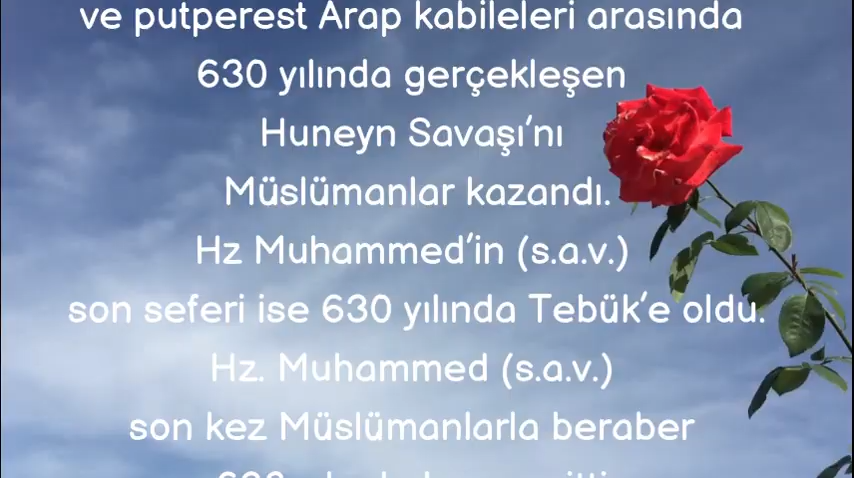 ve putperest Arap kabileleri arasında
630 yılında gerçekleşen
Huneyn Savaşı'nı
Müslümanlar kazandı.
Hz Muhammed'in (s.a.v.)
son seferi ise 630 yılında Tebük'e oldu.
Hz. Muhammed (s.a.v.)
son kez Müslümanlarla beraber